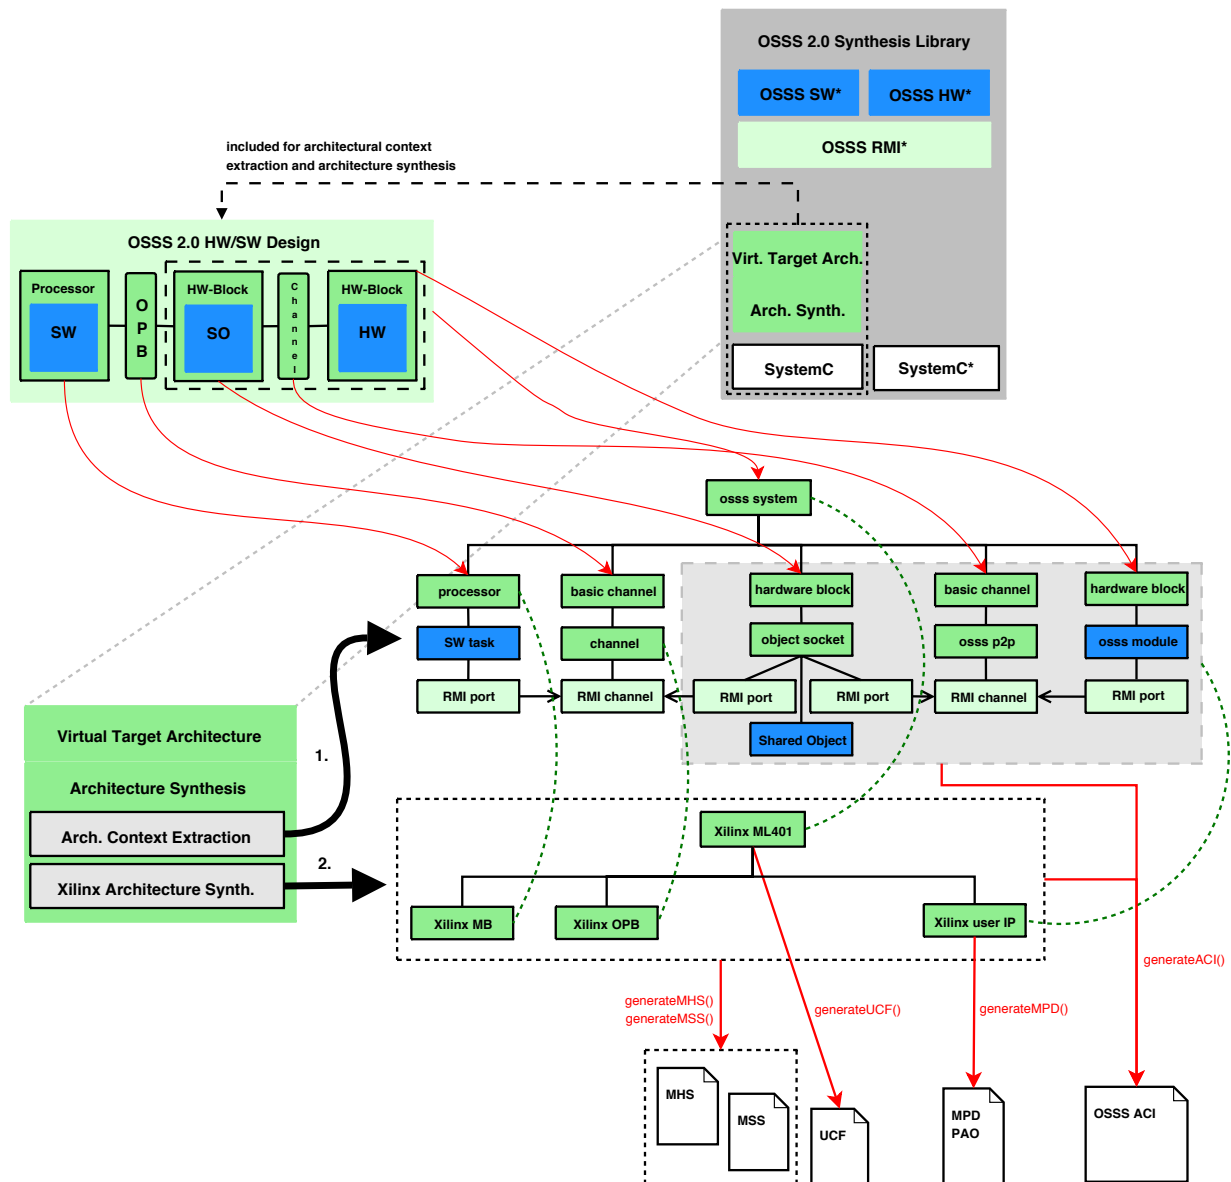 OSSS 2.0 Synthesis Library
OSSS SW*
OSSS HW*
OSSS RMI*
included for architectural context
extraction and architecture synthesis
OSSS 2.0 HW/SW Design
Processor
SW
OPB
HW-Block
SO
Channel
HW-Block
HW
Virt. Target Arch.
Arch. Synth.
SystemC
SystemC*
osss system
processor
basic channel
hardware block
basic channel
hardware block
SW task
channel
object socket
osss p2p
osss module
RMI port
RMI channel
RMI port
RMI port
RMI channel
RMI port
Shared Object
Virtual Target Architecture
1.
Architecture Synthesis
Arch. Context Extraction
2.
Xilinx Architecture Synth.
Xilinx ML401
Xilinx MB
Xilinx OPB
Xilinx user IP
generateMHS()
generateMSS()
generateUCF()
generateMPD()
generateACI()
MHS
MSS
UCF
MPD
PAO
OSSS ACI